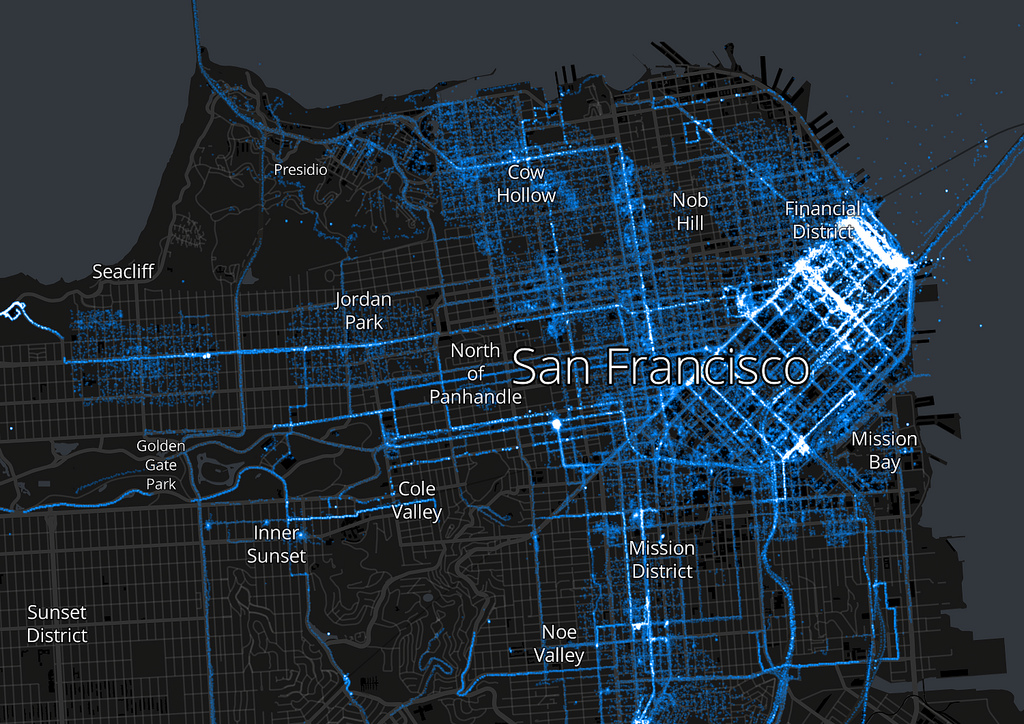 Presidio
Cow
Hollow
Nob
Hill
Financial
District
Seacliff
Jordan
Park
North
of
Panhandle
San Francisco
Golden
Gate
Park
Mission
Bay
Cole
Valley
Inner
Sunset
Mission
District
Sunset
District
Noe
Valley